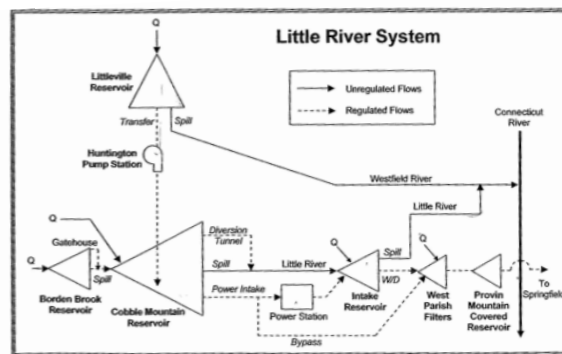 Little River System
Q
Littleville
Reservoir
Unregulated Flows
Regulated Flows
Connecticut
River
Transfer
Spill
Huntington
Pump Station
Westfield River
Little River
Q
Gatehouse
Diversion
Tunnel
Q
Spill
Borden Brook
Reservoir
Cobble Mountain
Reservoir
Spill
Little River
Power Intake
Power Station
Bypass
Q
Spill
W/D
Intake
Reservoir
Q
West
Parish
Filters
Provin
Mountain
Covered
Reservoir
To
Springfield